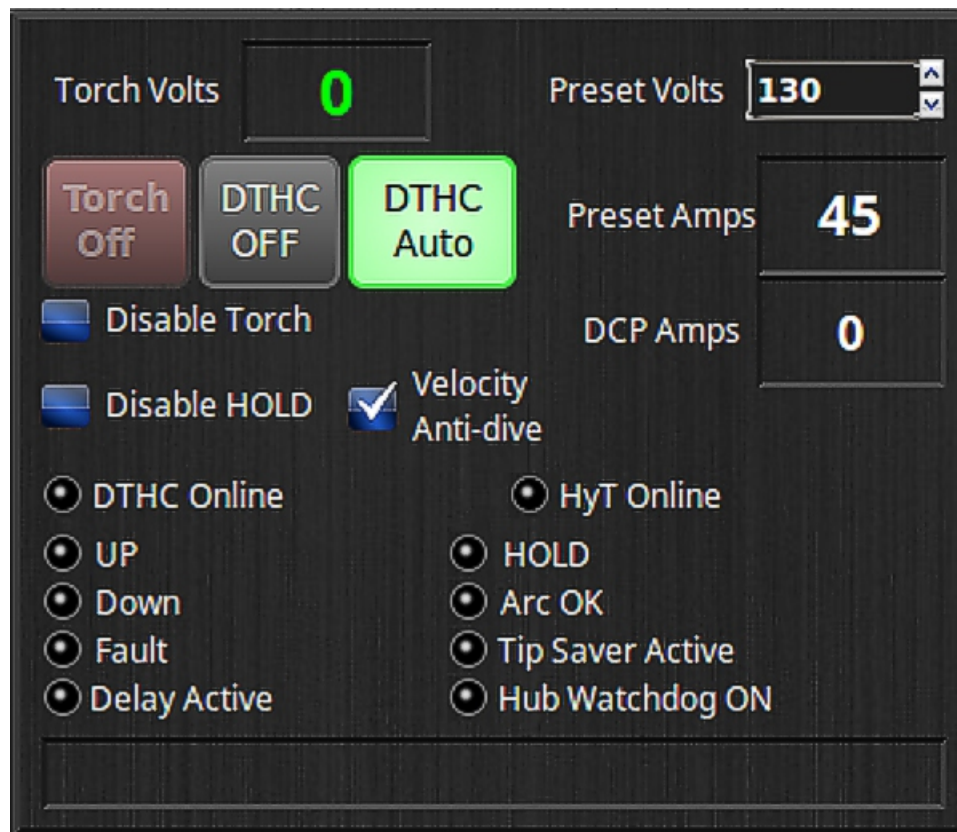 Torch Volts 0 Preset Volts 130
Torch Off DTHC OFF DTHC Auto Preset Amps 45
Disable Torch DCP Amps 0
Disable HOLD Velocity Anti-dive
DTHC Online HyT Online
UP HOLD
Down Arc OK
Fault Tip Saver Active
Delay Active Hub Watchdog ON